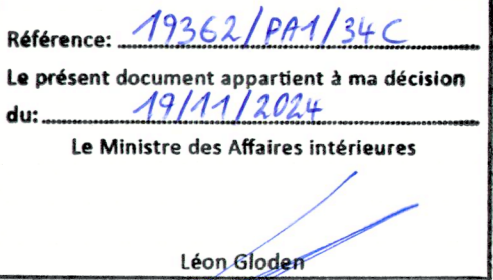 Référence: 19362/PA1/34C
Le présent document appartient à ma décision
du: 19/11/2024
Le Ministre des Affaires intérieures
Léon Gloden